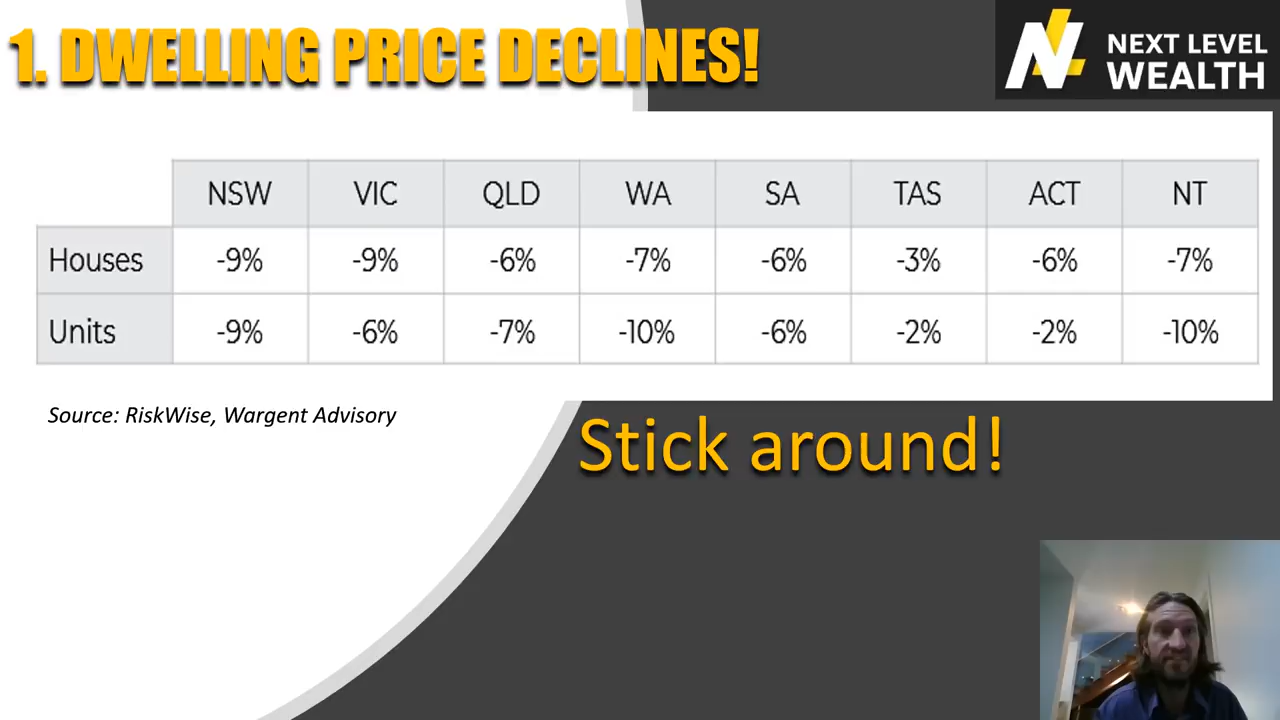 1. DWELLING PRICE DECLINES!
NEXT LEVEL
WEALTH
NSW VIC QLD WA SA TAS ACT NT
Houses -9% -9% -6% -7% -6% -3% -6% -7%
Units -9% -6% -7% -10% -6% -2% -2% -10%
Source: RiskWise, Wargent Advisory
Stick around!